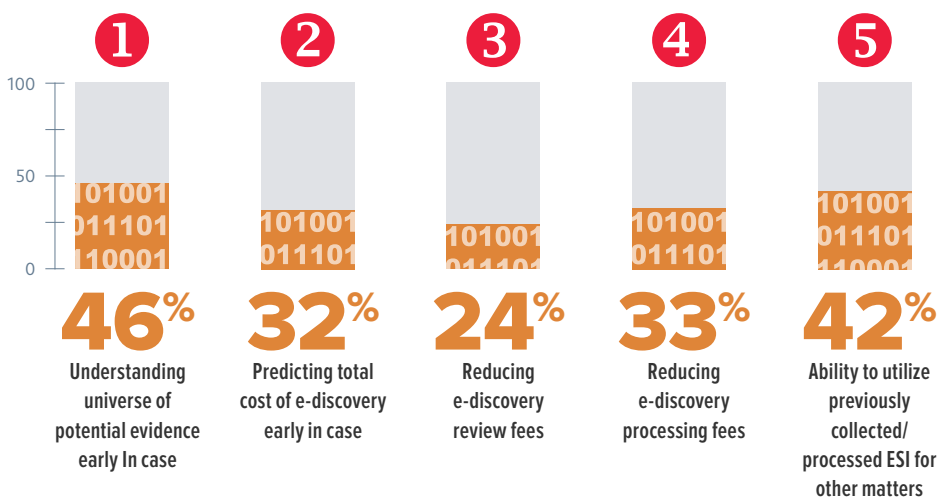 1
2
3
4
5
100
50
0
101001
011101
110001
101001
011101
101001
011101
101001
011101
101001
011101
110001
46%
32%
24%
33%
42%
Understanding
universe of
potential evidence
early In case
Predicting total
cost of e-discovery
early in case
Reducing
e-discovery
review fees
Reducing
e-discovery
processing fees
Ability to utilize
previously
collected/
processed ESI for
other matters